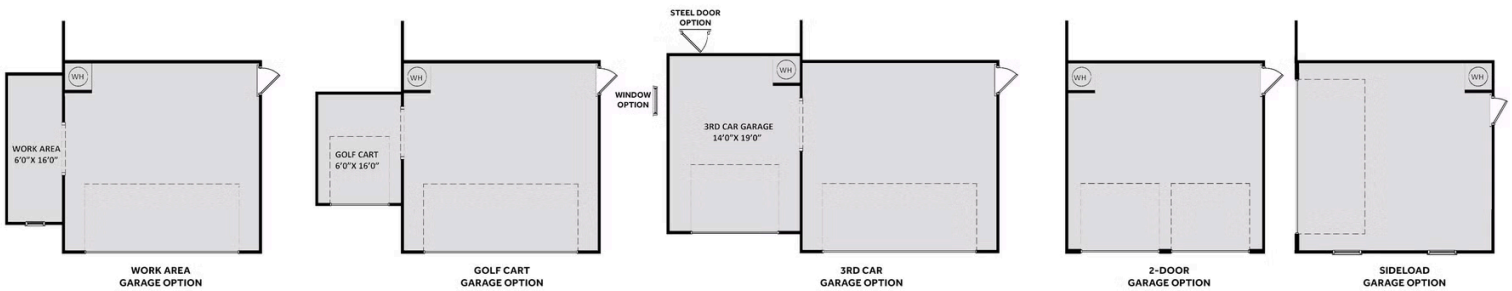 WH
WORK AREA
6'0"X 16'0"
WORK AREA
GARAGE OPTION
WH
GOLF CART
6'0"X 16'0"
GOLF CART
GARAGE OPTION
STEEL DOOR
OPTION
WINDOW
OPTION
WH
3RD CAR GARAGE
14'0"X 19'0"
3RD CAR
GARAGE OPTION
WH
2-DOOR
GARAGE OPTION
WH
SIDELOAD
GARAGE OPTION